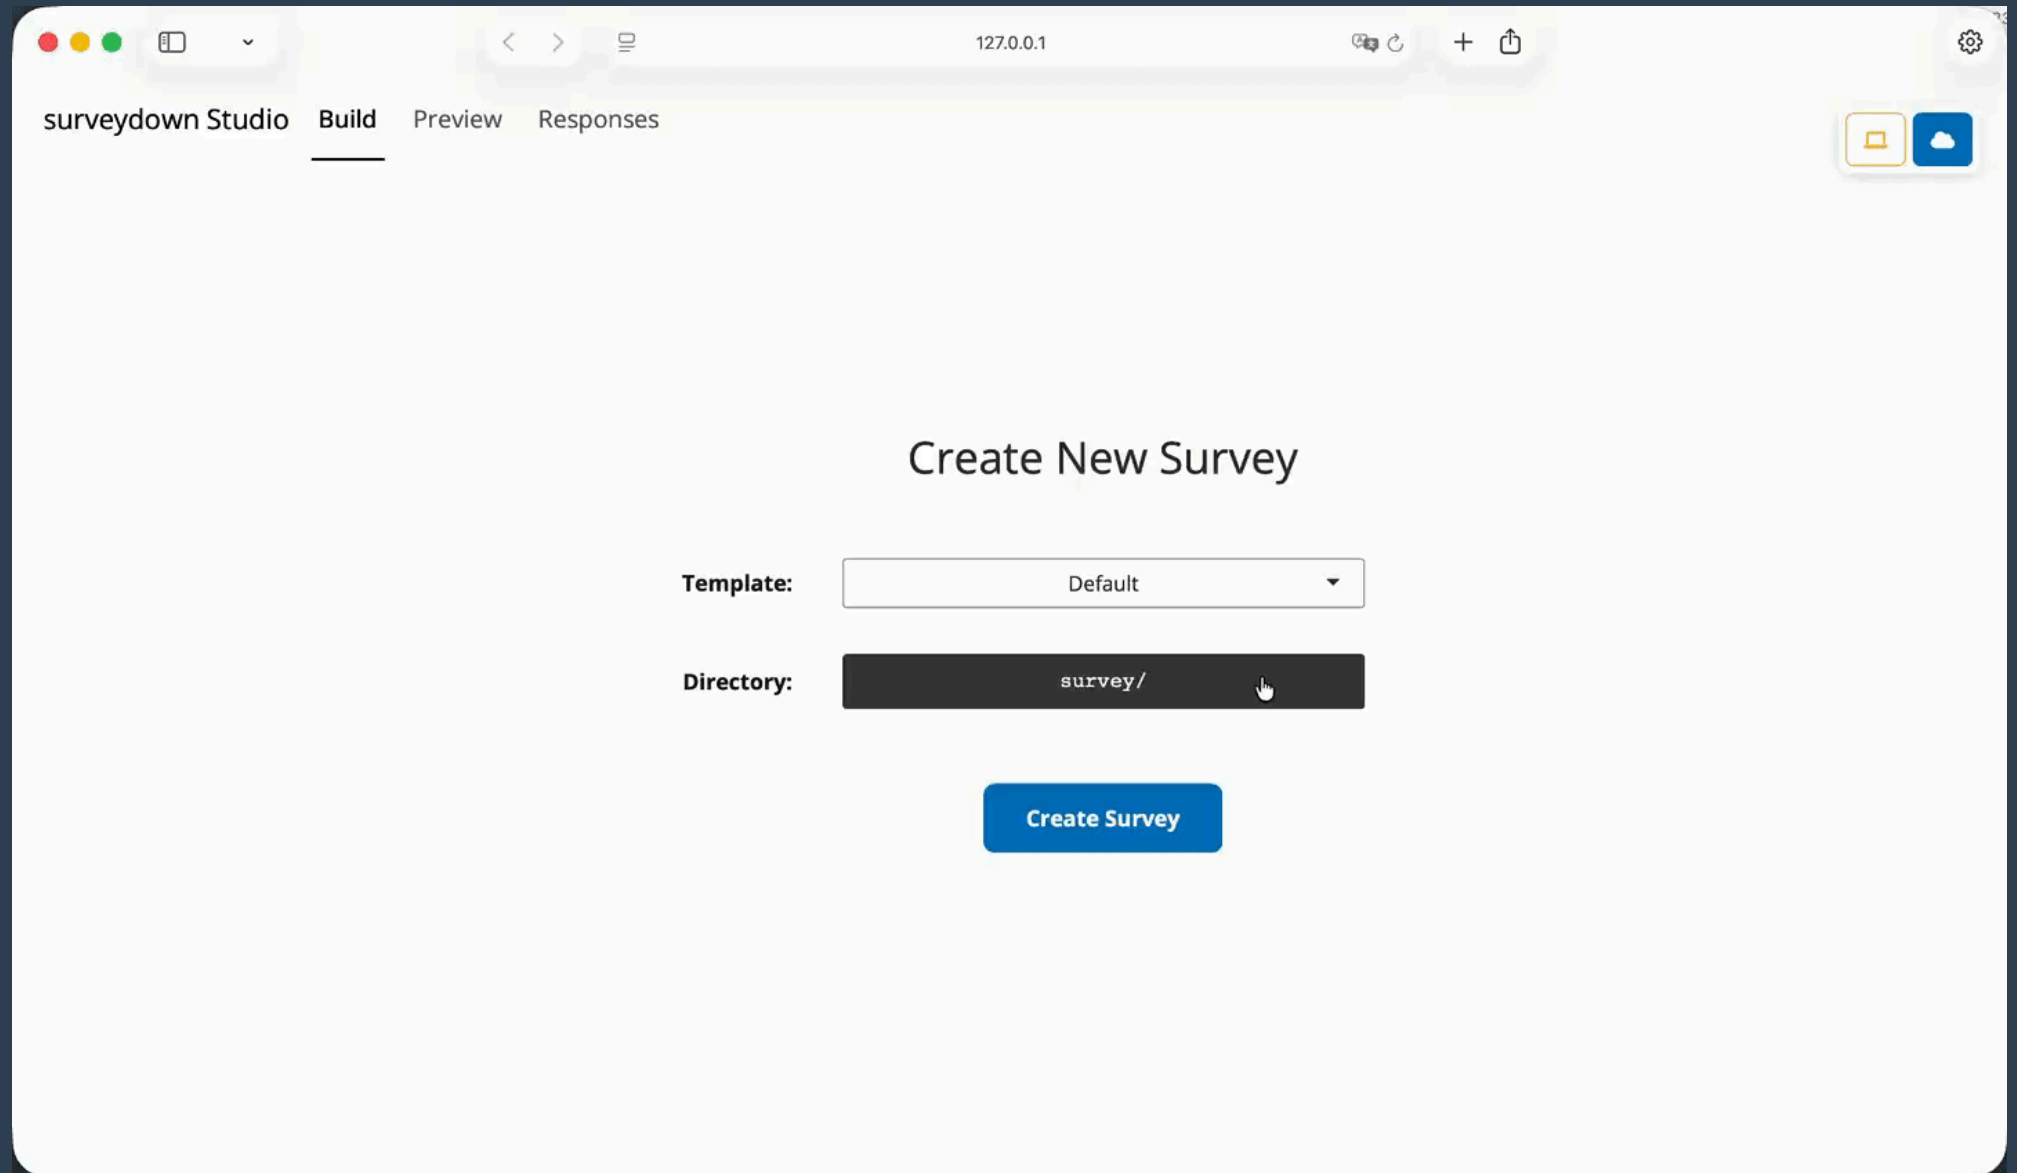 127.0.0.1
surveydown Studio Build Preview Responses
Create New Survey
Template: Default
Directory: survey/
Create Survey